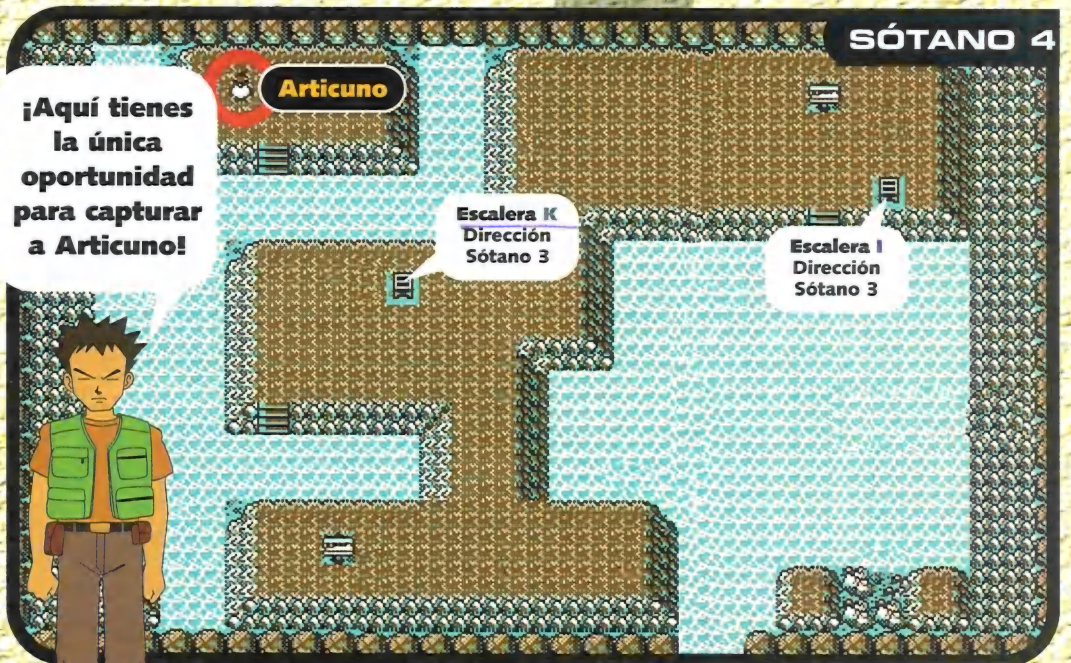 SÓTANO 4
¡Aquí tienes
la única
oportunidad
para capturar
a Articuno!
Articuno
Escalera K
Dirección
Sótano 3
Escalera I
Dirección
Sótano 3